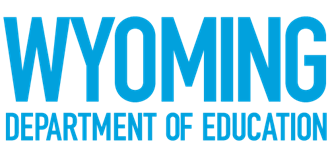 WYOMING
DEPARTMENT OF EDUCATION